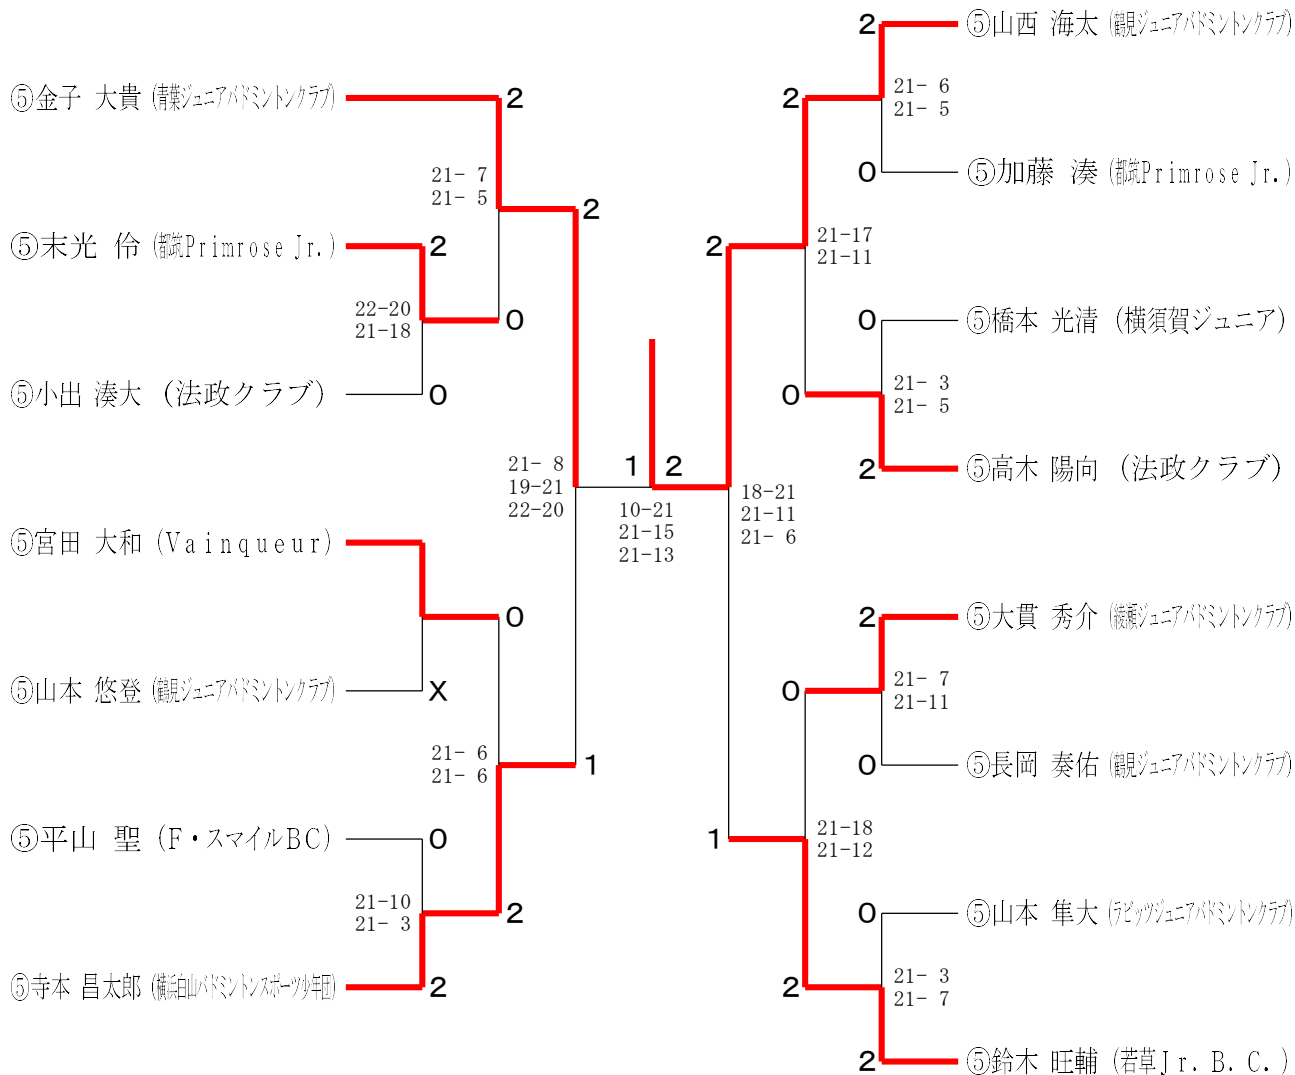 ⑤金子 大貴 (青葉ジュニアバドミントンクラブ)
2
21- 7
21- 5
2
⑤末光 伶 (都筑Primrose Jr.)
2
22-20
21-18
0
⑤小出 湊大 (法政クラブ)
0
21- 8
19-21
22-20
⑤宮田 大和 (Vainqueur)
0
⑤山本 悠登 (鶴見ジュニアバドミントンクラブ)
X
21- 6
21- 6
1
⑤平山 聖 (F・スマイルBC)
0
21-10
21- 3
2
⑤寺本 昌太郎 (横浜白山バドミントンスポーツ少年団)
2
1 2
10-21
21-15
21-13
2 ⑤山西 海太 (鶴見ジュニアバドミントンクラブ)
2
21- 6
21- 5
0 ⑤加藤 湊 (都筑Primrose Jr.)
2
21-17
21-11
0 ⑤橋本 光清 (横須賀ジュニア)
0
21- 3
21- 5
2 ⑤高木 陽向 (法政クラブ)
18-21
21-11
21- 6
2 ⑤大貫 秀介 (綾瀬ジュニアバドミントンクラブ)
0
21- 7
21-11
0 ⑤長岡 奏佑 (鶴見ジュニアバドミントンクラブ)
1
21-18
21-12
0 ⑤山本 隼大 (ラビッツジュニアバドミントンクラブ)
2
21- 3
21- 7
2 ⑤鈴木 旺輔 (若草Jr.B.C.)